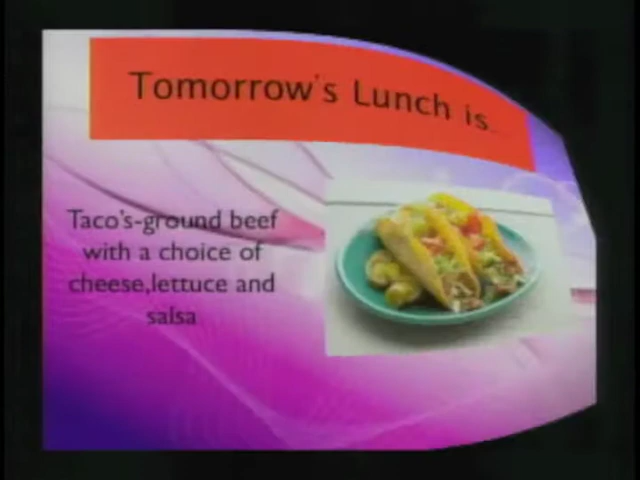 Tomorrow's Lunch is...
Taco's-ground beef
with a choice of
cheese,lettuce and
salsa